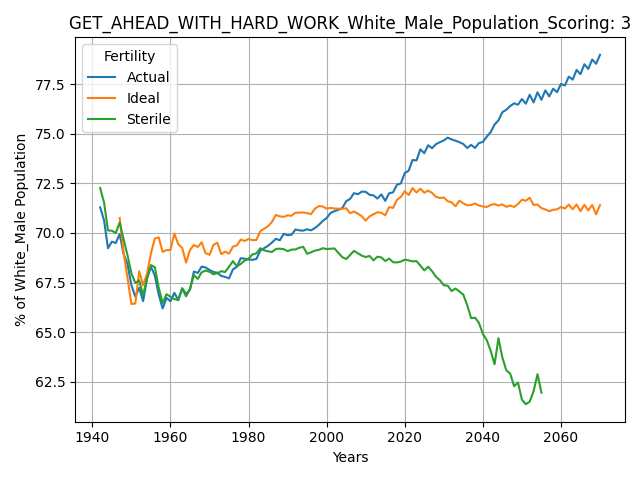 GET_AHEAD_WITH_HARD_WORK_White_Male_Population_Scoring: 3
Fertility
Actual
Ideal
Sterile
% of White_Male Population
77.5
75.0
72.5
70.0
67.5
65.0
62.5
1940 1960 1980 2000 2020 2040 2060
Years